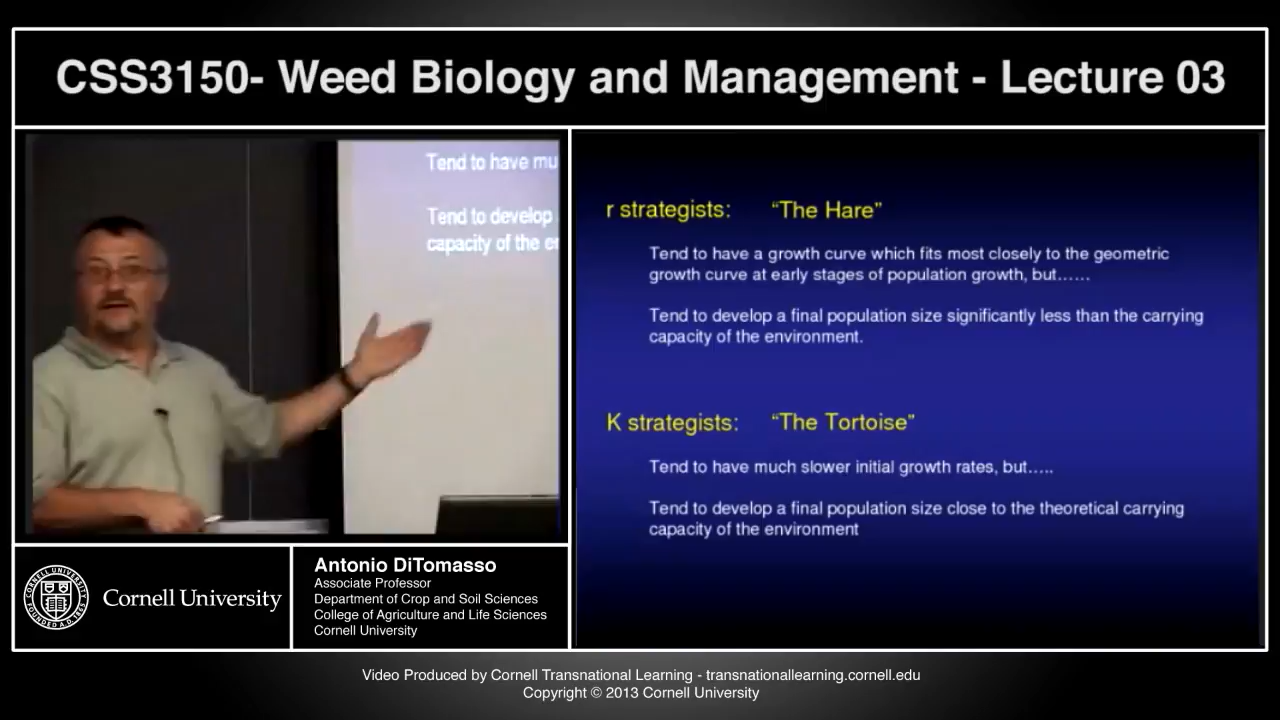 CSS3150- Weed Biology and Management - Lecture 03
Tend to have mu
Tend to develop
capacity of the er
r strategists: “The Hare”
Tend to have a growth curve which fits most closely to the geometric
growth curve at early stages of population growth, but......
Tend to develop a final population size significantly less than the carrying
capacity of the environment.
K strategists: “The Tortoise”
Tend to have much slower initial growth rates, but.....
Tend to develop a final population size close to the theoretical carrying
capacity of the environment
Cornell University
Antonio DiTomasso
Associate Professor
Department of Crop and Soil Sciences
College of Agriculture and Life Sciences
Cornell University
Video Produced by Cornell Transnational Learning - transnationallearning.cornell.edu
Copyright © 2013 Cornell University